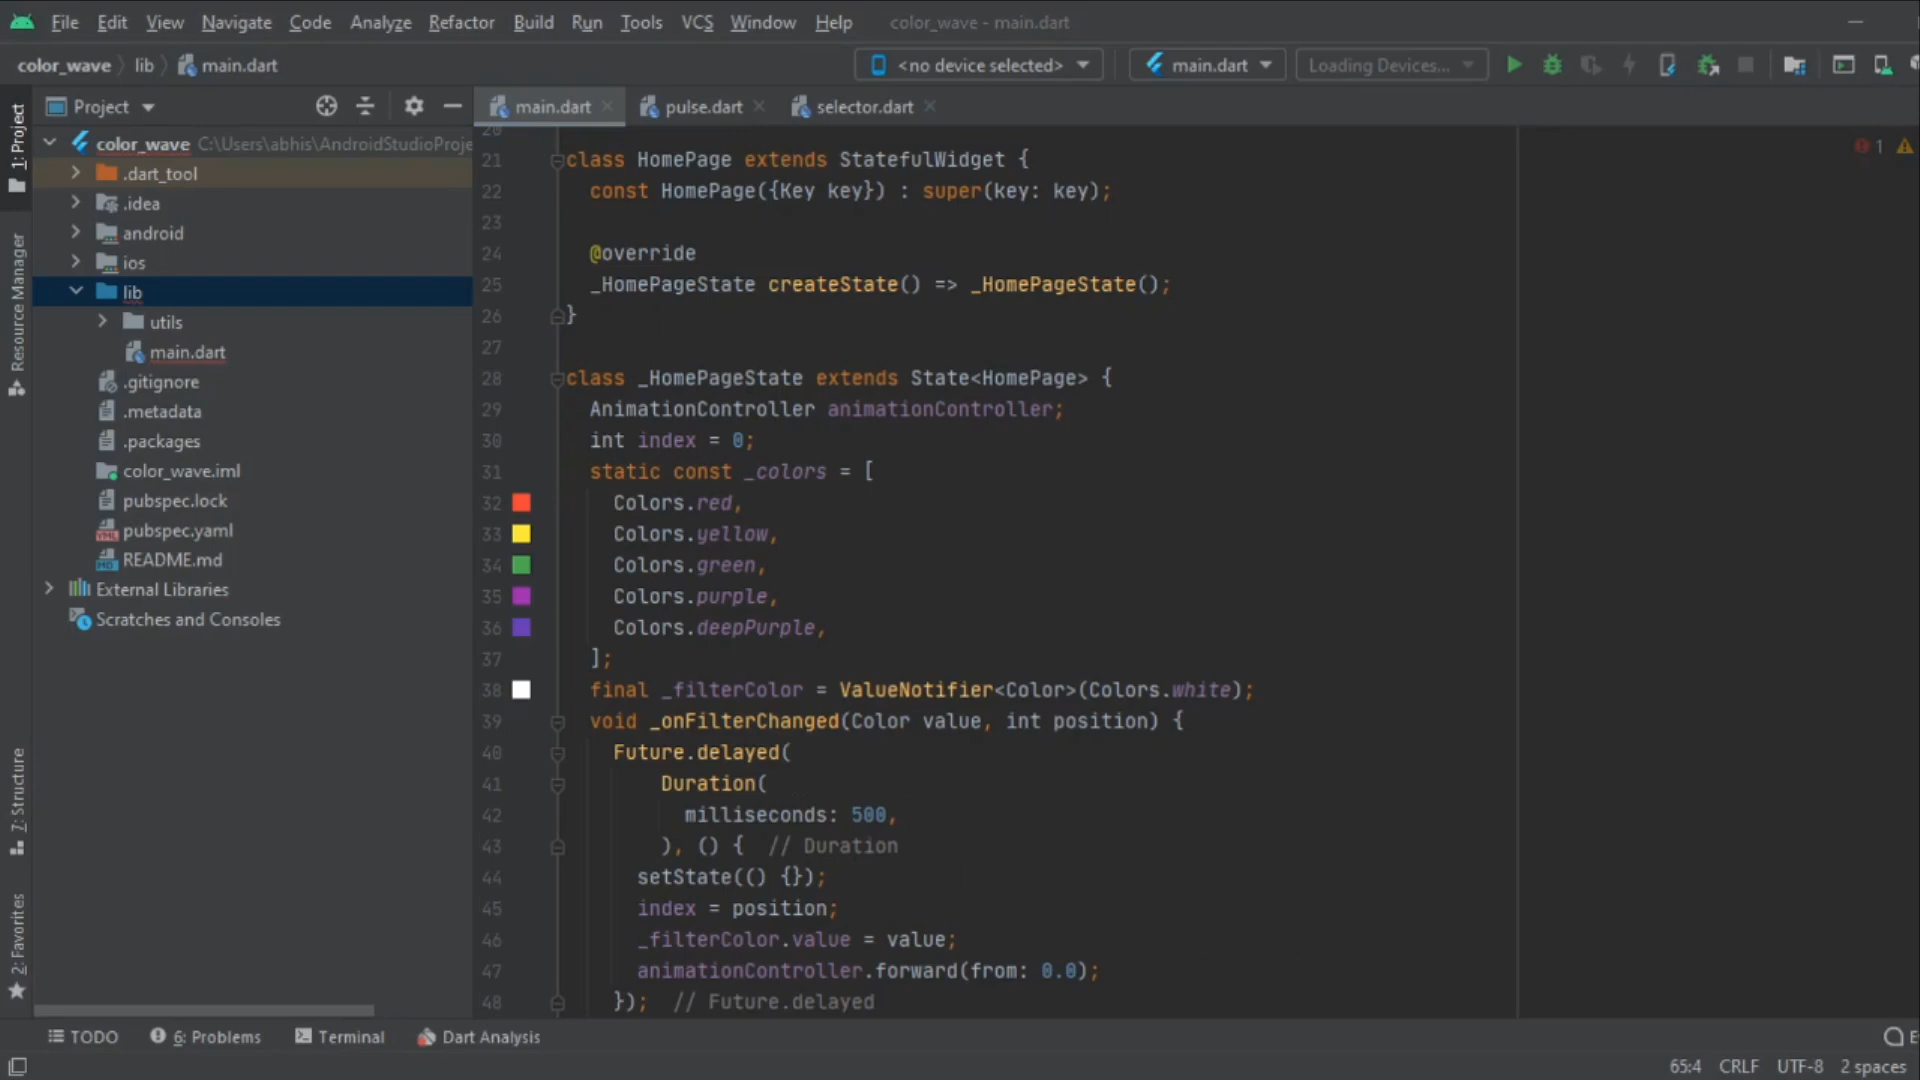 File Edit View Navigate Code Analyze Refactor Build Run Tools VCS Window Help color_wave - main.dart
color_wave lib main.dart <no device selected> main.dart Loading Devices...
Project main.dart pulse.dart selector.dart
1: Project
Resource Manager
7: Structure
2: Favorites
color_wave C:\Users\abhis\AndroidStudioProje
.dart_tool
.idea
android
ios
lib
utils
main.dart
.gitignore
.metadata
.packages
color_wave.iml
pubspec.lock
pubspec.yaml
README.md
External Libraries
Scratches and Consoles
1
20
21 class HomePage extends StatefulWidget {
22 const HomePage({Key key}) : super(key: key);
23
24 @override
25 _HomePageState createState() => _HomePageState();
26 }
27
28 class _HomePageState extends State<HomePage> {
29 AnimationController animationController;
30 int index = 0;
31 static const _colors = [
32 Colors.red,
33 Colors.yellow,
34 Colors.green,
35 Colors.purple,
36 Colors.deepPurple,
37 ];
38 final _filterColor = ValueNotifier<Color>(Colors.white);
39 void _onFilterChanged(Color value, int position) {
40 Future.delayed(
41 Duration(
42 milliseconds: 500,
43 ), () { // Duration
44 setState(() {});
45 index = position;
46 _filterColor.value = value;
47 animationController.forward(from: 0.0);
48 }); // Future.delayed
TODO 6: Problems Terminal Dart Analysis
65:4 CRLF UTF-8 2 spaces